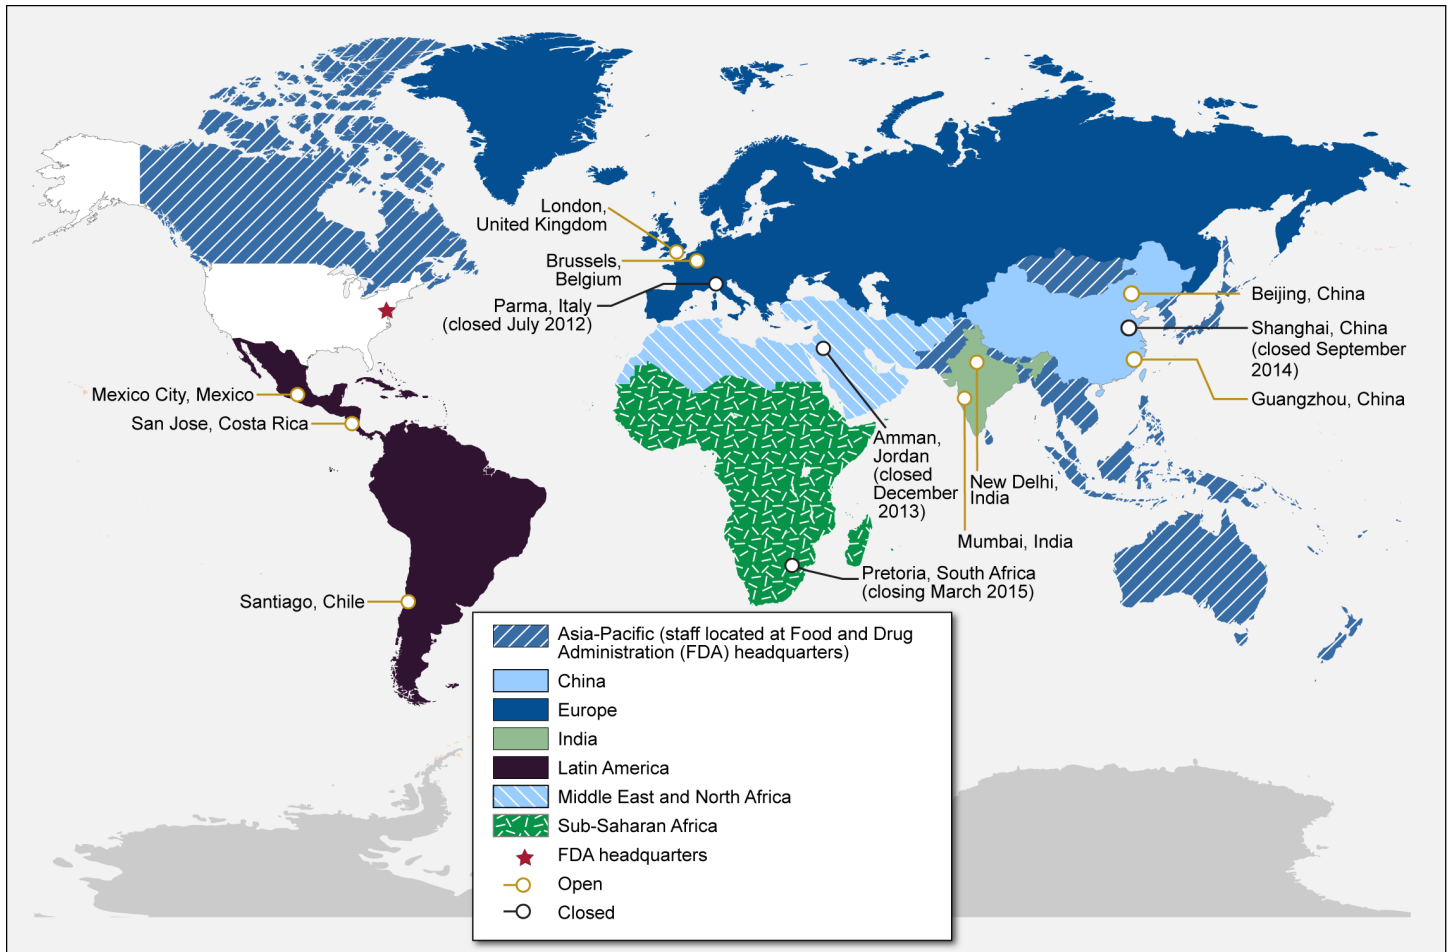 London,
United Kingdom
Brussels,
Belgium
Parma, Italy
(closed July 2012)
Beijing, China
Shanghai, China
(closed September
2014)
Guangzhou, China
Mexico City, Mexico
San Jose, Costa Rica
Amman,
Jordan
(closed
December
2013)
New Delhi,
India
Mumbai, India
Pretoria, South Africa
(closing March 2015)
Santiago, Chile
Asia-Pacific (staff located at Food and Drug
Administration (FDA) headquarters)
China
Europe
India
Latin America
Middle East and North Africa
Sub-Saharan Africa
FDA headquarters
Open
Closed